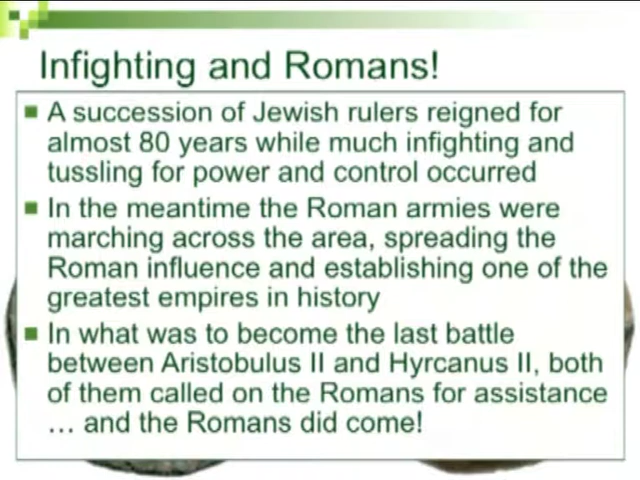 Infighting and Romans!
A succession of Jewish rulers reigned for
almost 80 years while much infighting and
tussling for power and control occurred
In the meantime the Roman armies were
marching across the area, spreading the
Roman influence and establishing one of the
greatest empires in history
In what was to become the last battle
between Aristobulus II and Hyrcanus II, both
of them called on the Romans for assistance
… and the Romans did come!